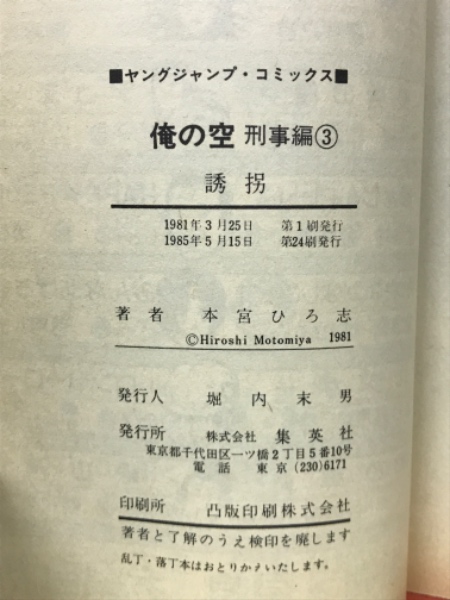 ■ヤングジャンプ・コミックス■
俺の空 刑事編③
誘拐
1981年3月25日 第1刷発行
1985年5月15日 第24刷発行
著者 本宮ひろ志
©Hiroshi Motomiya 1981
発行人 堀内末男
発行所 株式会社 集英社
東京都千代田区一ツ橋2丁目5番10号
電話 東京(230)6171
印刷所 凸版印刷株式会社
著者と了解のうえ検印を廃します
乱丁・落丁本はおとりかえいたします。